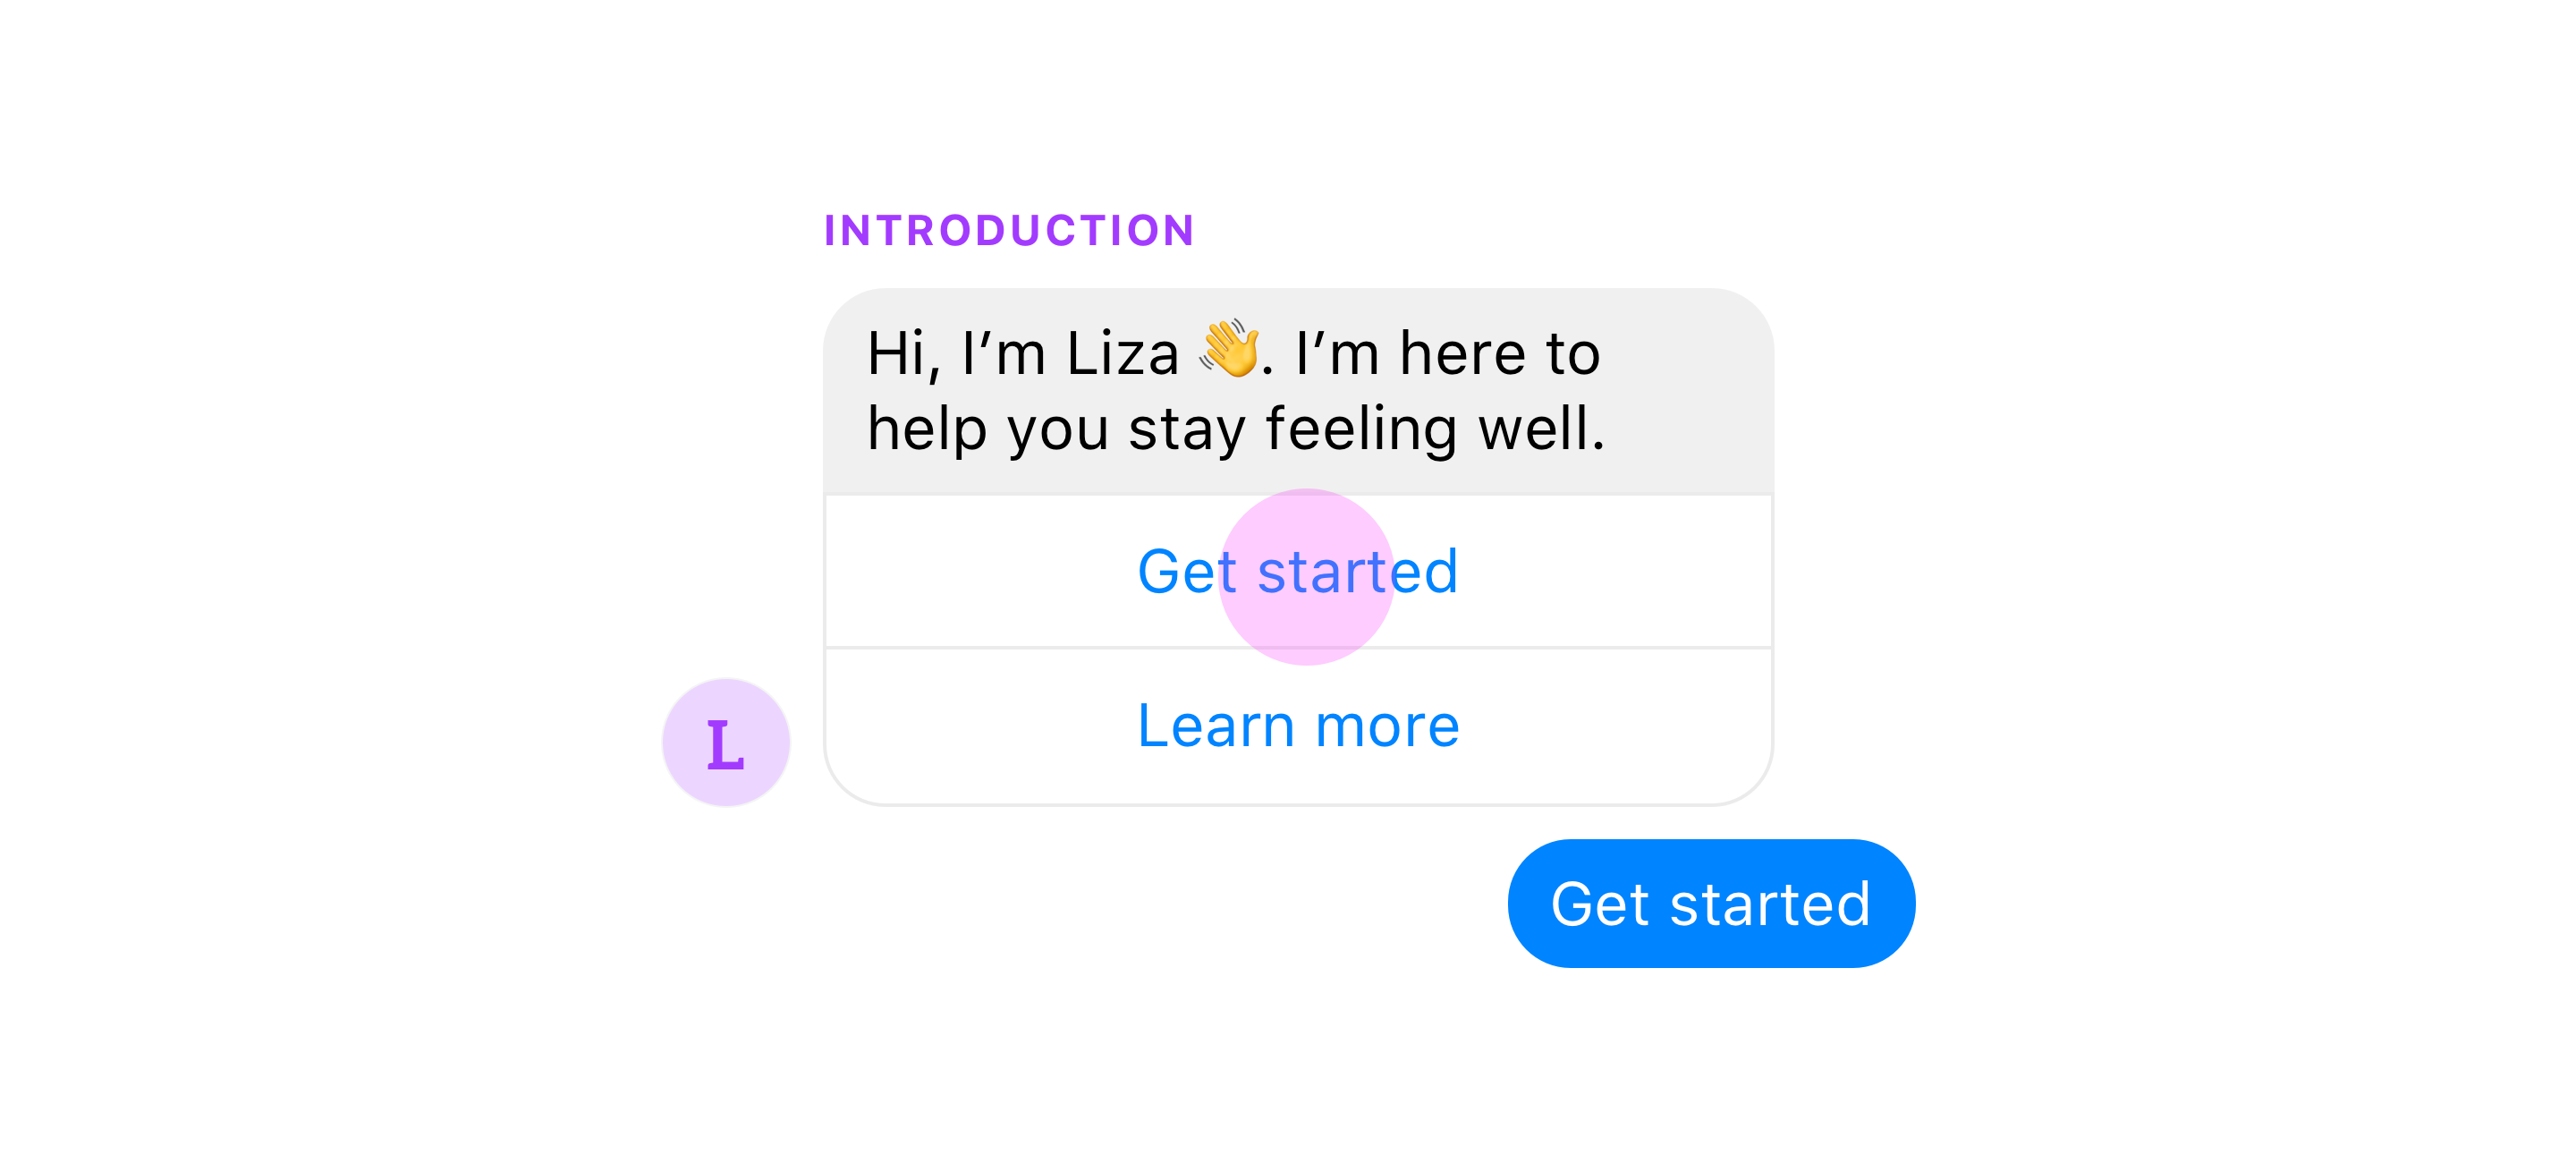 INTRODUCTION
Hi, I’m Liza 👋. I’m here to
help you stay feeling well.
Get started
Learn more
L
Get started